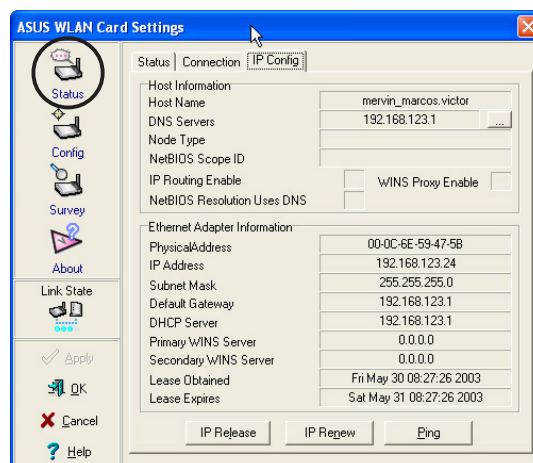 ASUS WLAN Card Settings
Status
Config
Survey
About
Link State
Apply
OK
Cancel
Help
Status Connection IP Config
Host Information
Host Name mervin_marcos.victor
DNS Servers 192.168.123.1 ...
Node Type
NetBIOS Scope ID
IP Routing Enable WINS Proxy Enable
NetBIOS Resolution Uses DNS
Ethernet Adapter Information
PhysicalAddress 00-0C-6E-59-47-5B
IP Address 192.168.123.24
Subnet Mask 255.255.255.0
Default Gateway 192.168.123.1
DHCP Server 192.168.123.1
Primary WINS Server 0.0.0.0
Secondary WINS Server 0.0.0.0
Lease Obtained Fri May 30 08:27:26 2003
Lease Expires Sat May 31 08:27:26 2003
IP Release IP Renew Ping